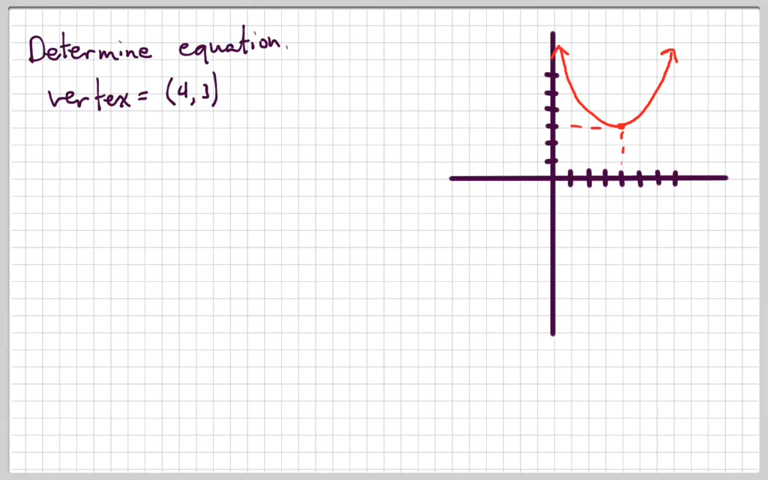 Determine equation.
vertex = (4,3)